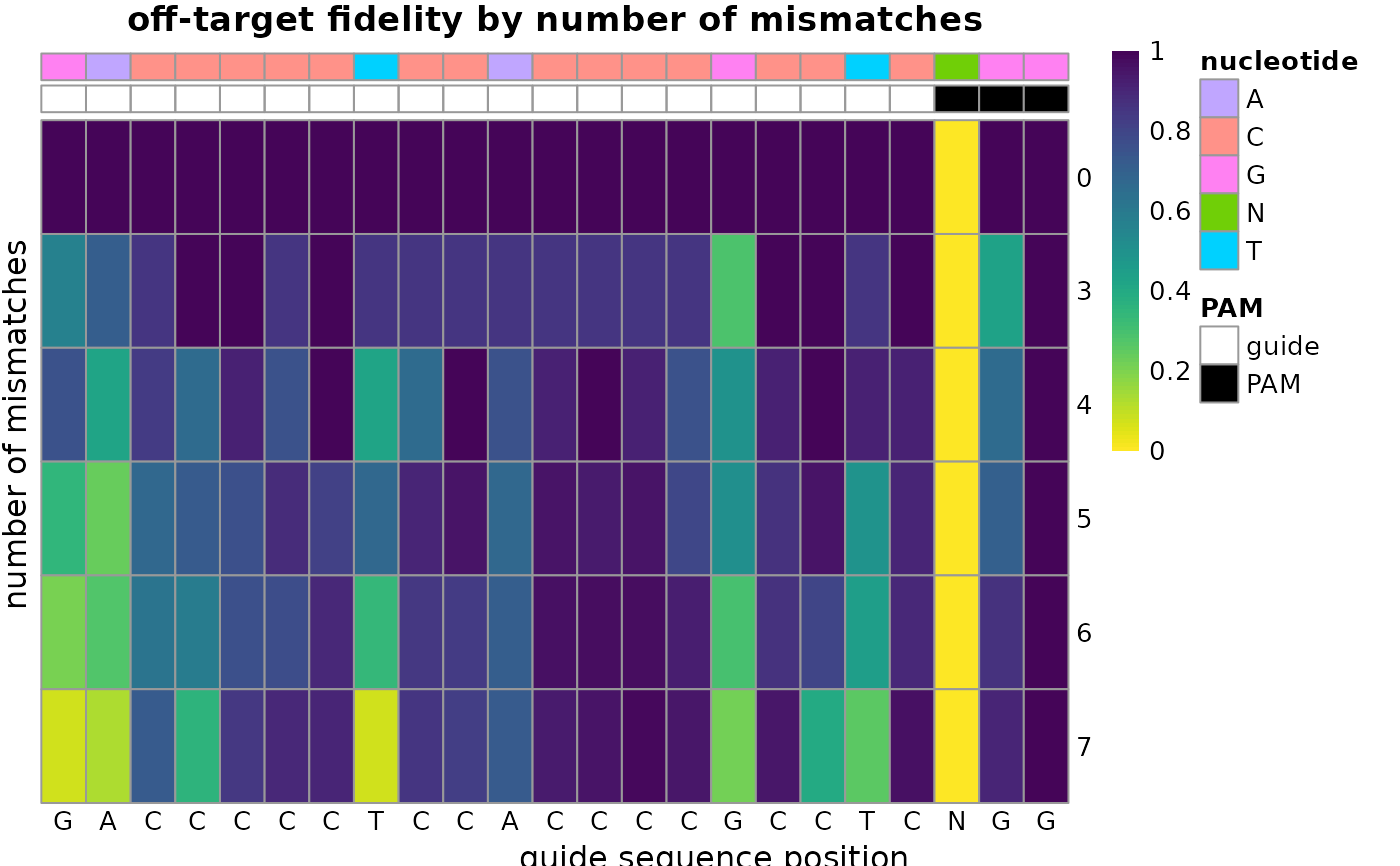 off-target fidelity by number of mismatches
number of mismatches
0
3
4
5
6
7
G A C C C C C T C C A C C C C G C C T C N G G
guide sequence position
1
0.8
0.6
0.4
0.2
0
nucleotide
A
C
G
N
T
PAM
guide
PAM